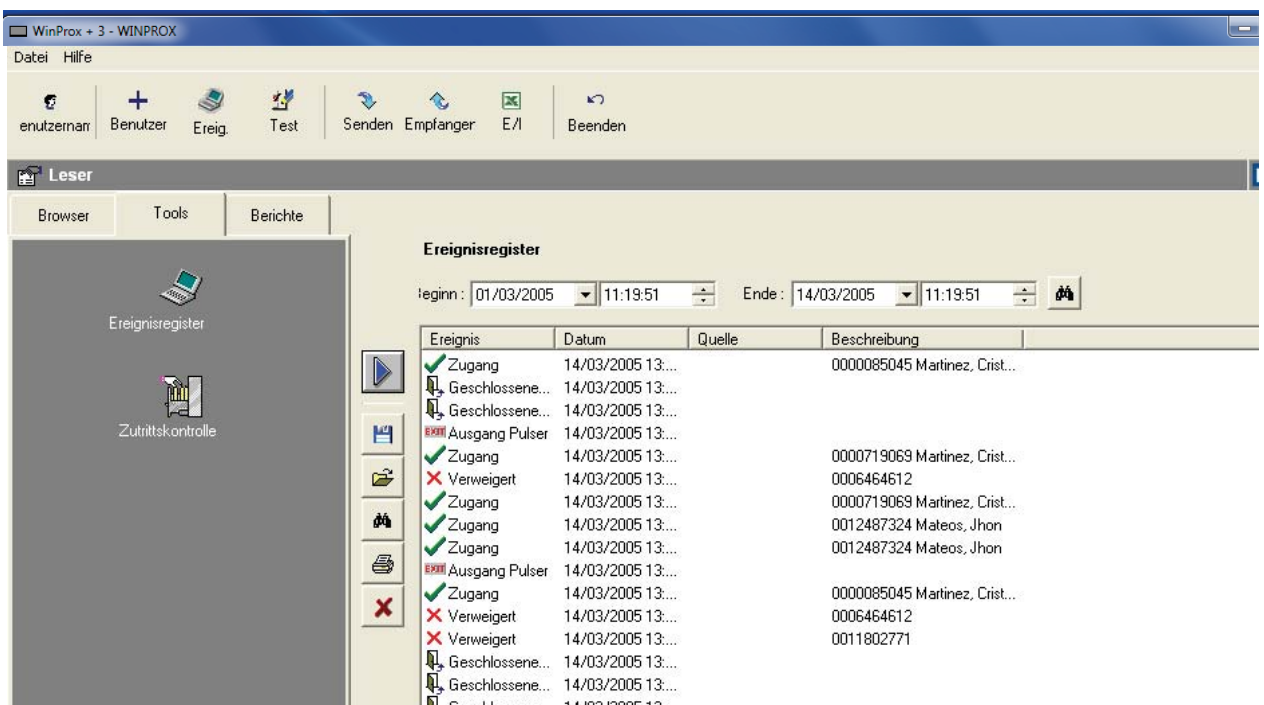 WinProx + 3 - WINPROX
Datei Hilfe
enutzernam Benutzer Ereig. Test Senden Empfanger E/I Beenden
Leser
Browser Tools Berichte
Ereignisregister
Zutrittskontrolle
Ereignisregister
Beginn : 01/03/2005 11:19:51 Ende : 14/03/2005 11:19:51
Ereignis Datum Quelle Beschreibung
Zugang 14/03/2005 13:... 0000085045 Martinez, Crist...
Geschlossene... 14/03/2005 13:...
Geschlossene... 14/03/2005 13:...
EXIT Ausgang Pulser 14/03/2005 13:...
Zugang 14/03/2005 13:... 0000719069 Martinez, Crist...
Verweigert 14/03/2005 13:... 0006464612
Zugang 14/03/2005 13:... 0000719069 Martinez, Crist...
Zugang 14/03/2005 13:... 0012487324 Mateos, Jhon
Zugang 14/03/2005 13:... 0012487324 Mateos, Jhon
EXIT Ausgang Pulser 14/03/2005 13:...
Zugang 14/03/2005 13:... 0000085045 Martinez, Crist...
Verweigert 14/03/2005 13:... 0006464612
Verweigert 14/03/2005 13:... 0011802771
Geschlossene... 14/03/2005 13:...
Geschlossene... 14/03/2005 13:...